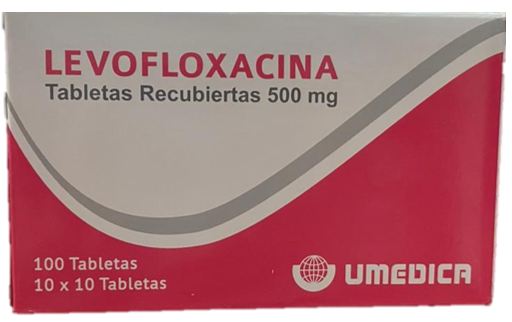 LEVOFLOXACINA
Tabletas Recubiertas 500 mg
100 Tabletas
10 x 10 Tabletas
UMEDICA